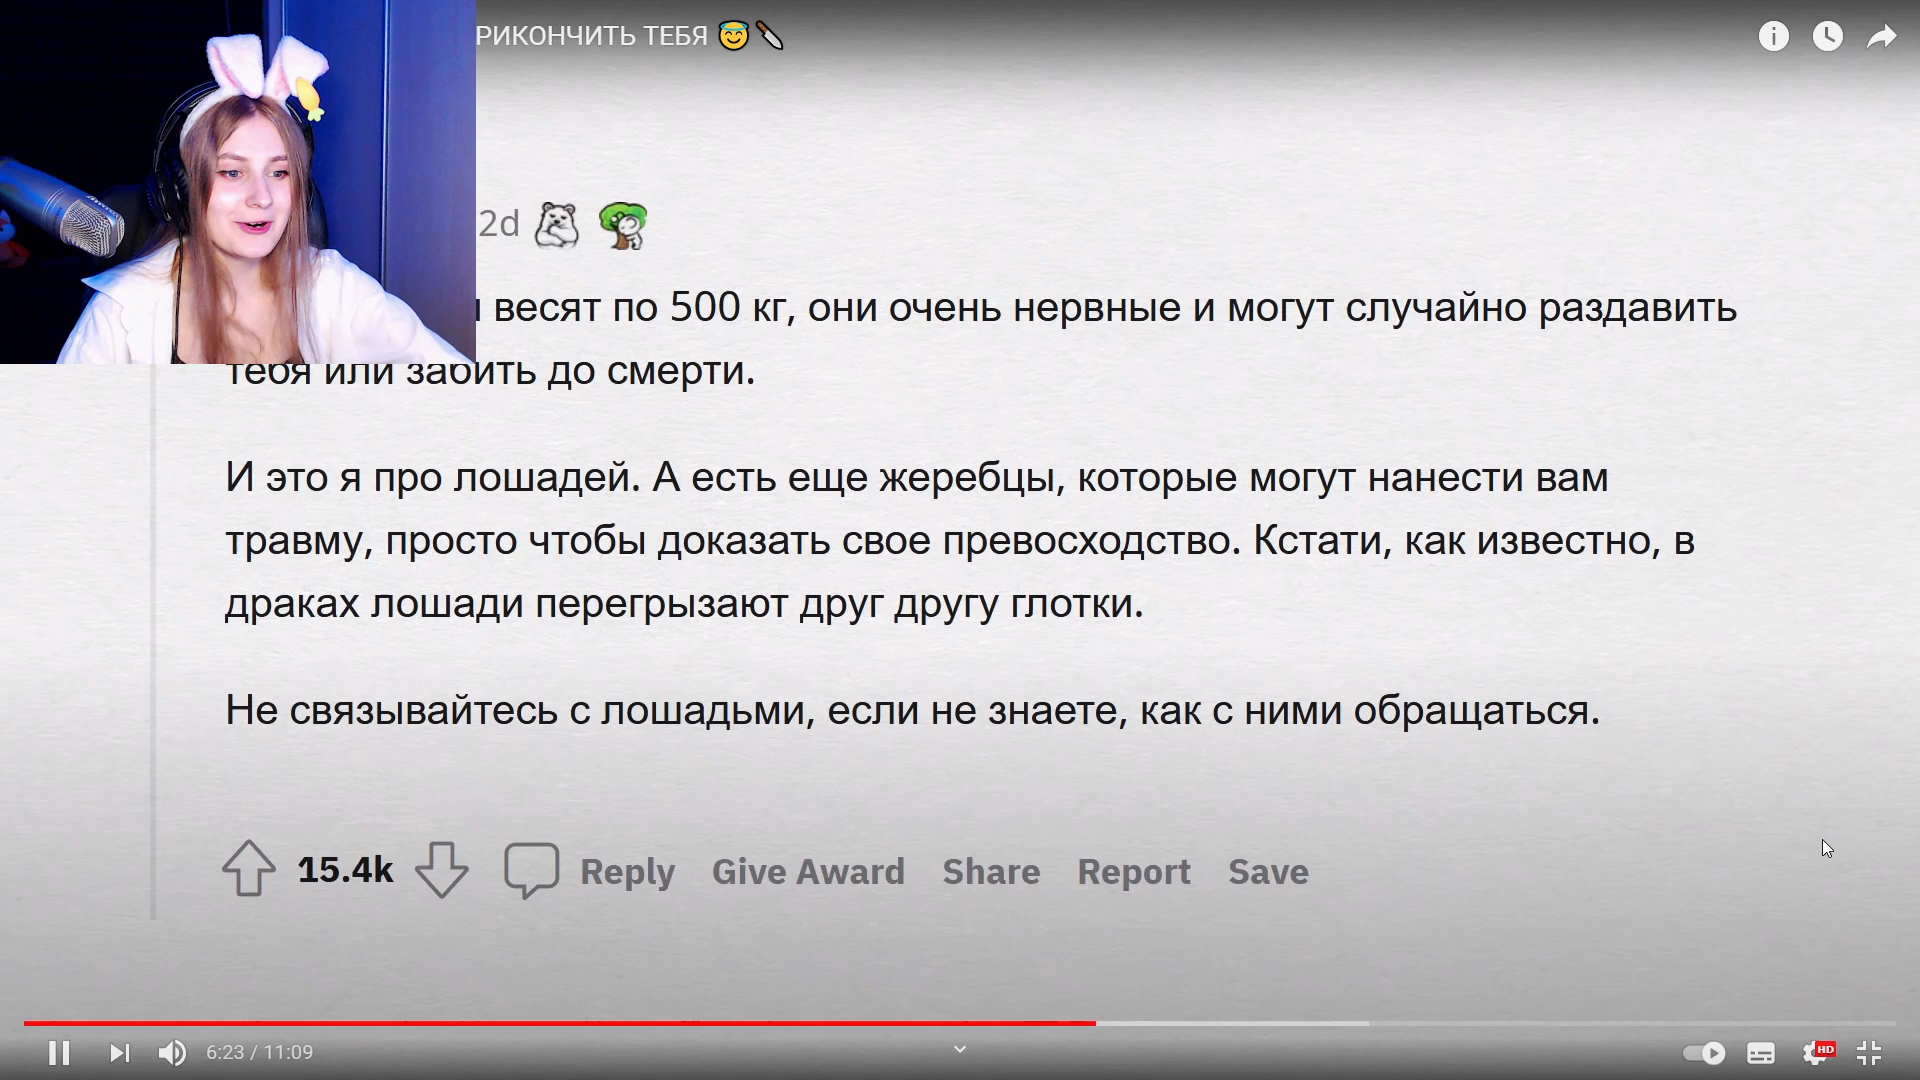 РИКОНЧИТЬ ТЕБЯ 😇🔪
2d
весят по 500 кг, они очень нервные и могут случайно раздавить
тебя или забить до смерти.
И это я про лошадей. А есть еще жеребцы, которые могут нанести вам
травму, просто чтобы доказать свое превосходство. Кстати, как известно, в
драках лошади перегрызают друг другу глотки.
Не связывайтесь с лошадьми, если не знаете, как с ними обращаться.
15.4k Reply Give Award Share Report Save
6:23 / 11:09 HD